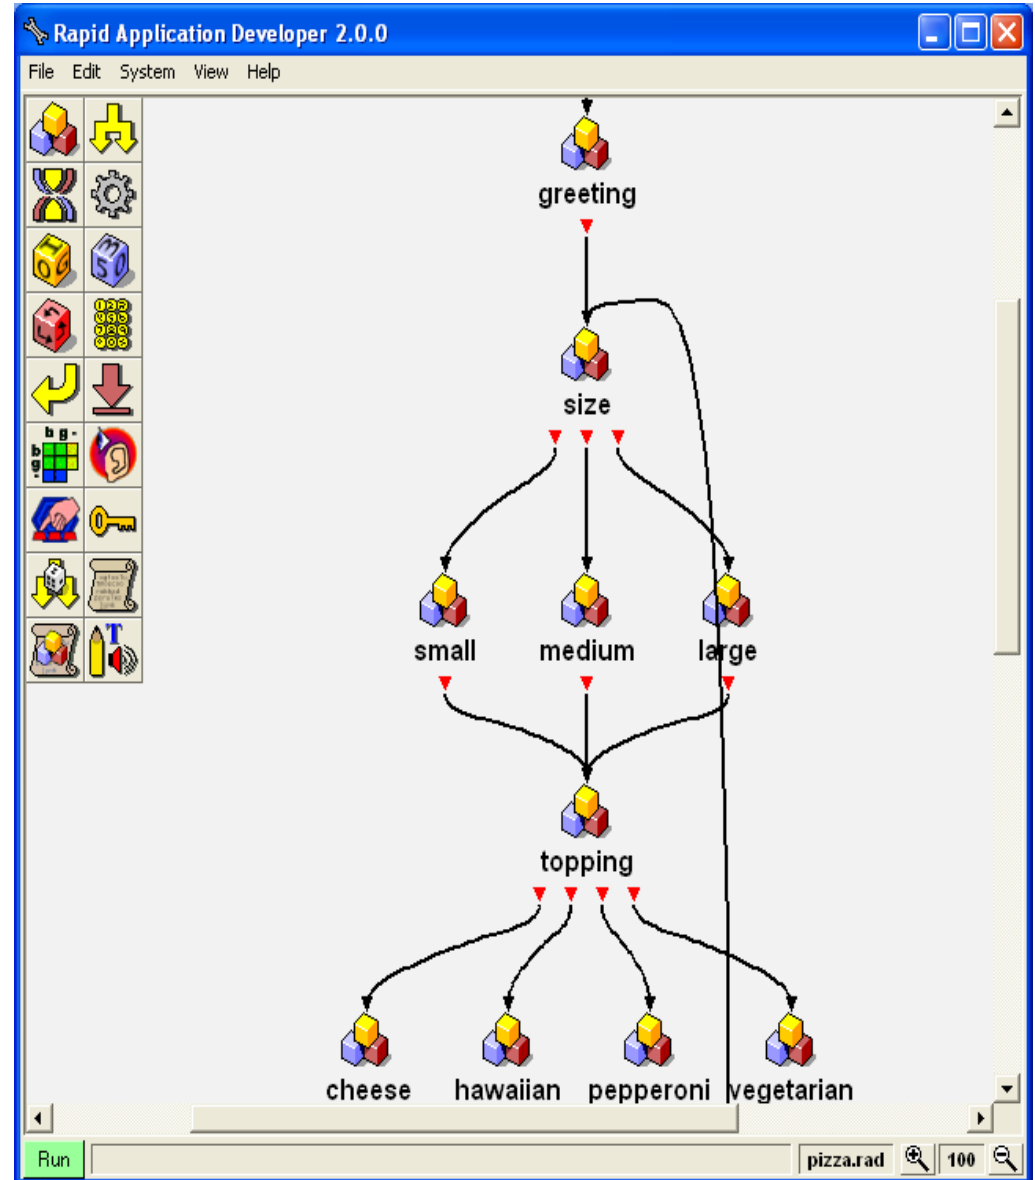 Rapid Application Developer 2.0.0
File Edit System View Help
greeting
size
small medium large
topping
cheese hawaiian pepperoni vegetarian
b g -
b
g
-
T
Run pizza.rad 100